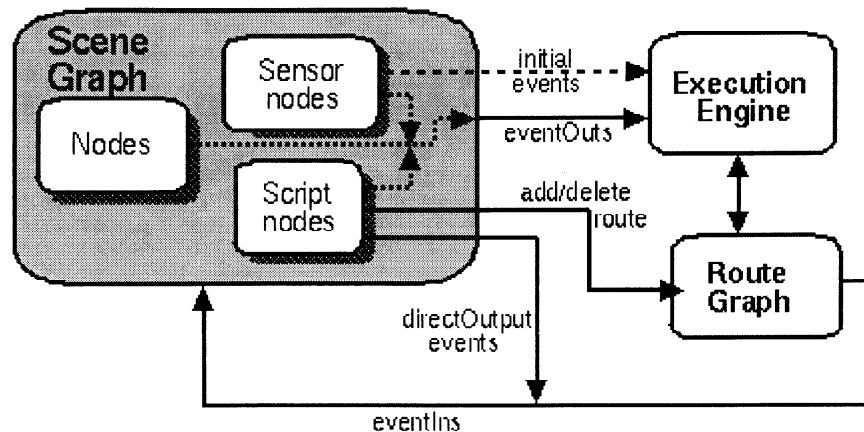 Scene
Graph
Sensor
nodes
Nodes
Script
nodes
initial
events
eventOuts
Execution
Engine
add/delete
route
Route
Graph
directOutput
events
eventIns